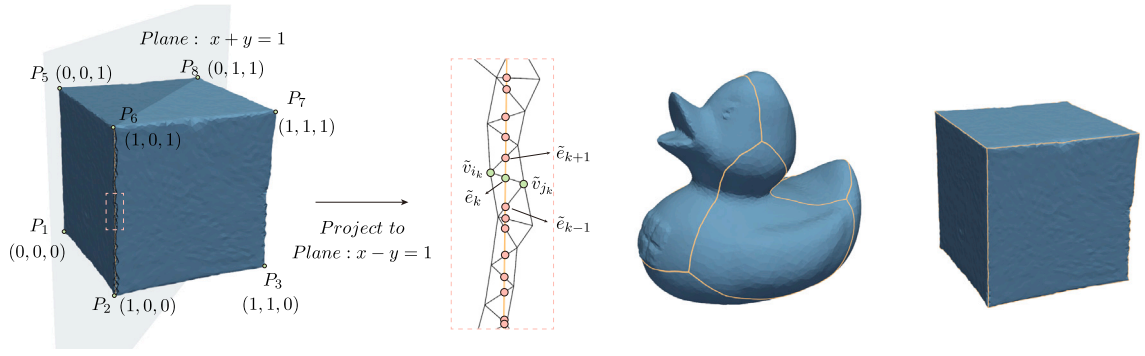 Plane : x + y = 1
P₅ (0, 0, 1)
P₈ (0, 1, 1)
P₆
(1, 0, 1)
P₇
(1, 1, 1)
P₁
(0, 0, 0)
P₂ (1, 0, 0)
P₃
(1, 1, 0)
Project to
Plane : x − y = 1
ẽₖ₊₁
ṽᵢₖ
ṽⱼₖ
ẽₖ
ẽₖ₋₁